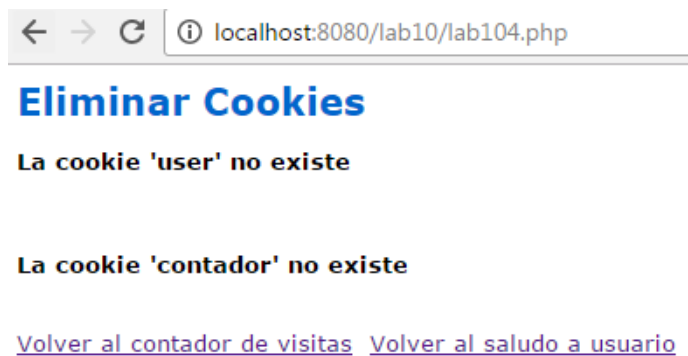 localhost:8080/lab10/lab104.php
Eliminar Cookies
La cookie 'user' no existe
La cookie 'contador' no existe
Volver al contador de visitas Volver al saludo a usuario